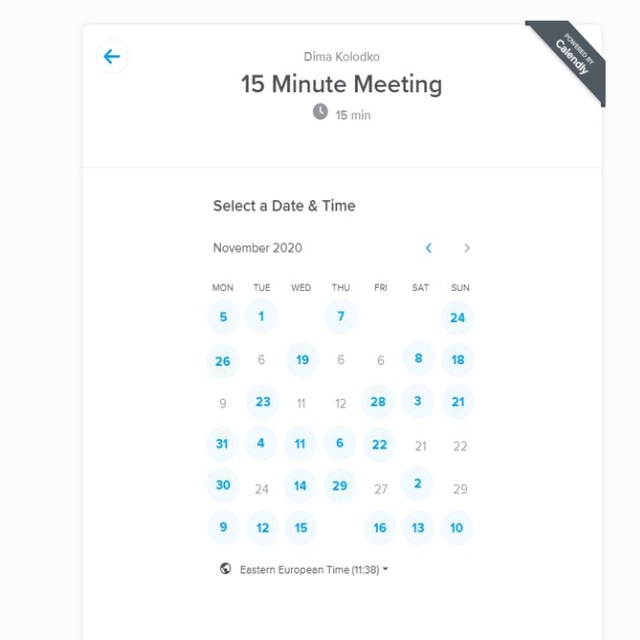 POWERED BY
Calendly
Dima Kolodko
15 Minute Meeting
15 min
Select a Date & Time
November 2020
MON TUE WED THU FRI SAT SUN
5 1 7 24
26 6 19 6 6 8 18
9 23 11 12 28 3 21
31 4 11 6 22 21 22
30 24 14 29 27 2 29
9 12 15 16 13 10
Eastern European Time (11:38)